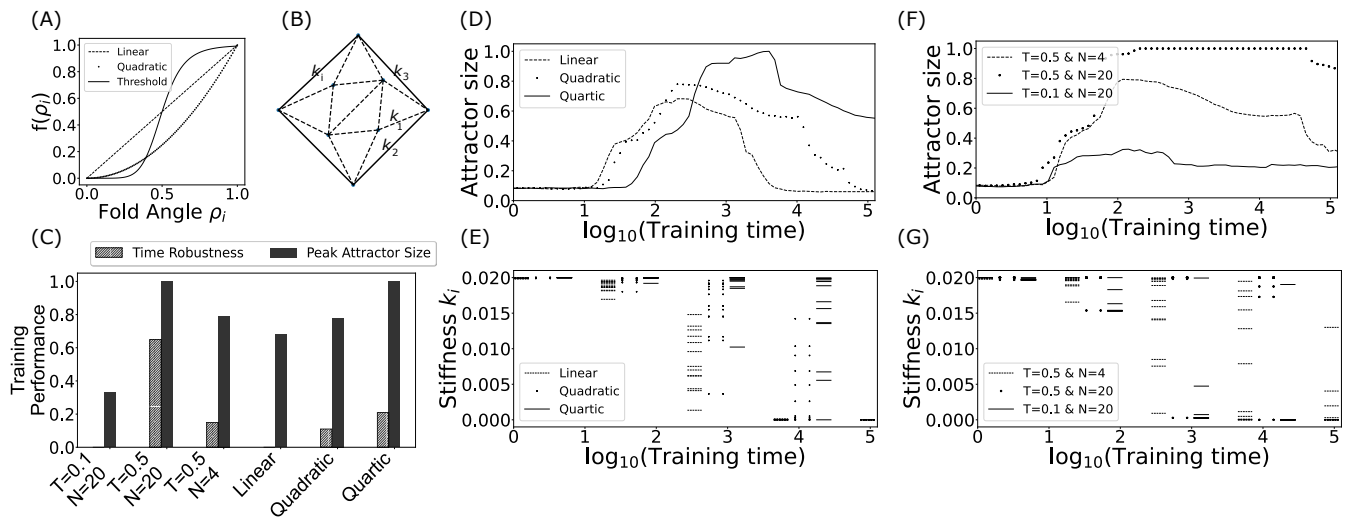 (A)
f(ρi)
1.0
0.8
0.6
0.4
0.2
0.0
Linear
Quadratic
Threshold
0.0 0.5 1.0
Fold Angle ρi
(B)
ki
k3
k1
k2
(C)
Time Robustness Peak Attractor Size
Training
Performance
1.0
0.8
0.6
0.4
0.2
0.0
T=0.1
N=20
T=0.5
N=20
T=0.5
N=4
Linear
Quadratic
Quartic
(D)
Attractor size
1.0
0.8
0.6
0.4
0.2
0.0
Linear
Quadratic
Quartic
0 1 2 3 4 5
log10(Training time)
(E)
Stiffness ki
0.020
0.015
0.010
0.005
0.000
Linear
Quadratic
Quartic
0 1 2 3 4 5
log10(Training time)
(F)
Attractor size
1.0
0.8
0.6
0.4
0.2
0.0
T=0.5 & N=4
T=0.5 & N=20
T=0.1 & N=20
0 1 2 3 4 5
log10(Training time)
(G)
Stiffness ki
0.020
0.015
0.010
0.005
0.000
T=0.5 & N=4
T=0.5 & N=20
T=0.1 & N=20
0 1 2 3 4 5
log10(Training time)